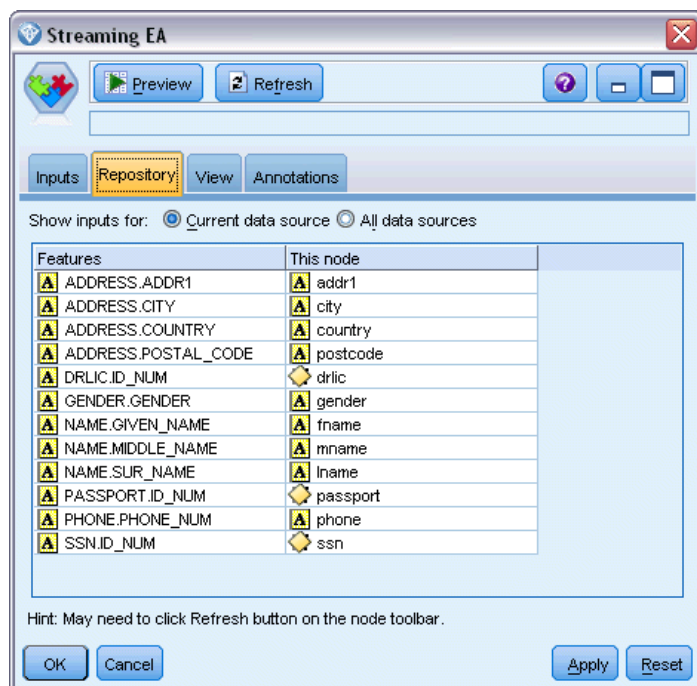 Streaming EA
Preview Refresh
Inputs Repository View Annotations
Show inputs for: Current data source All data sources
Features This node
A ADDRESS.ADDR1 A addr1
A ADDRESS.CITY A city
A ADDRESS.COUNTRY A country
A ADDRESS.POSTAL_CODE A postcode
A DRLIC.ID_NUM drlic
A GENDER.GENDER A gender
A NAME.GIVEN_NAME A fname
A NAME.MIDDLE_NAME A mname
A NAME.SUR_NAME A lname
A PASSPORT.ID_NUM passport
A PHONE.PHONE_NUM A phone
A SSN.ID_NUM ssn
Hint: May need to click Refresh button on the node toolbar.
OK Cancel Apply Reset